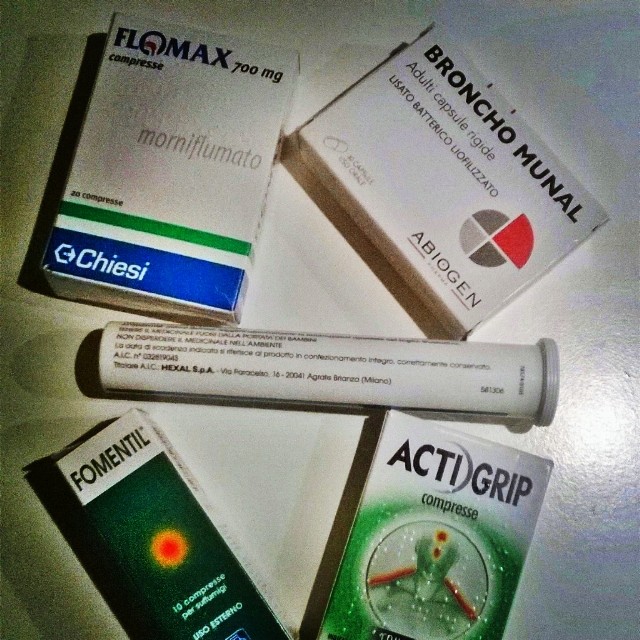 FLOMAX 700 mg
compresse
morniflumato
20 compresse
Chiesi
BRONCHO MUNAL
Adulti capsule rigide
LISATO BATTERICO LIOFILIZZATO
ABIOGEN
NON DISPERDERE IL MEDICINALE NELL'AMBIENTE
La data di scadenza indicata si riferisce al prodotto in confezionamento integro, correttamente conservato.
A.I.C. n° 032819043
Titolare A.I.C. HEXAL S.p.A. - Via Paracelso, 16 - 20041 Agrate Brianza (Milano)
581306
FOMENTIL
10 compresse
per suffumigi
USO ESTERNO
ACTIGRIP
compresse